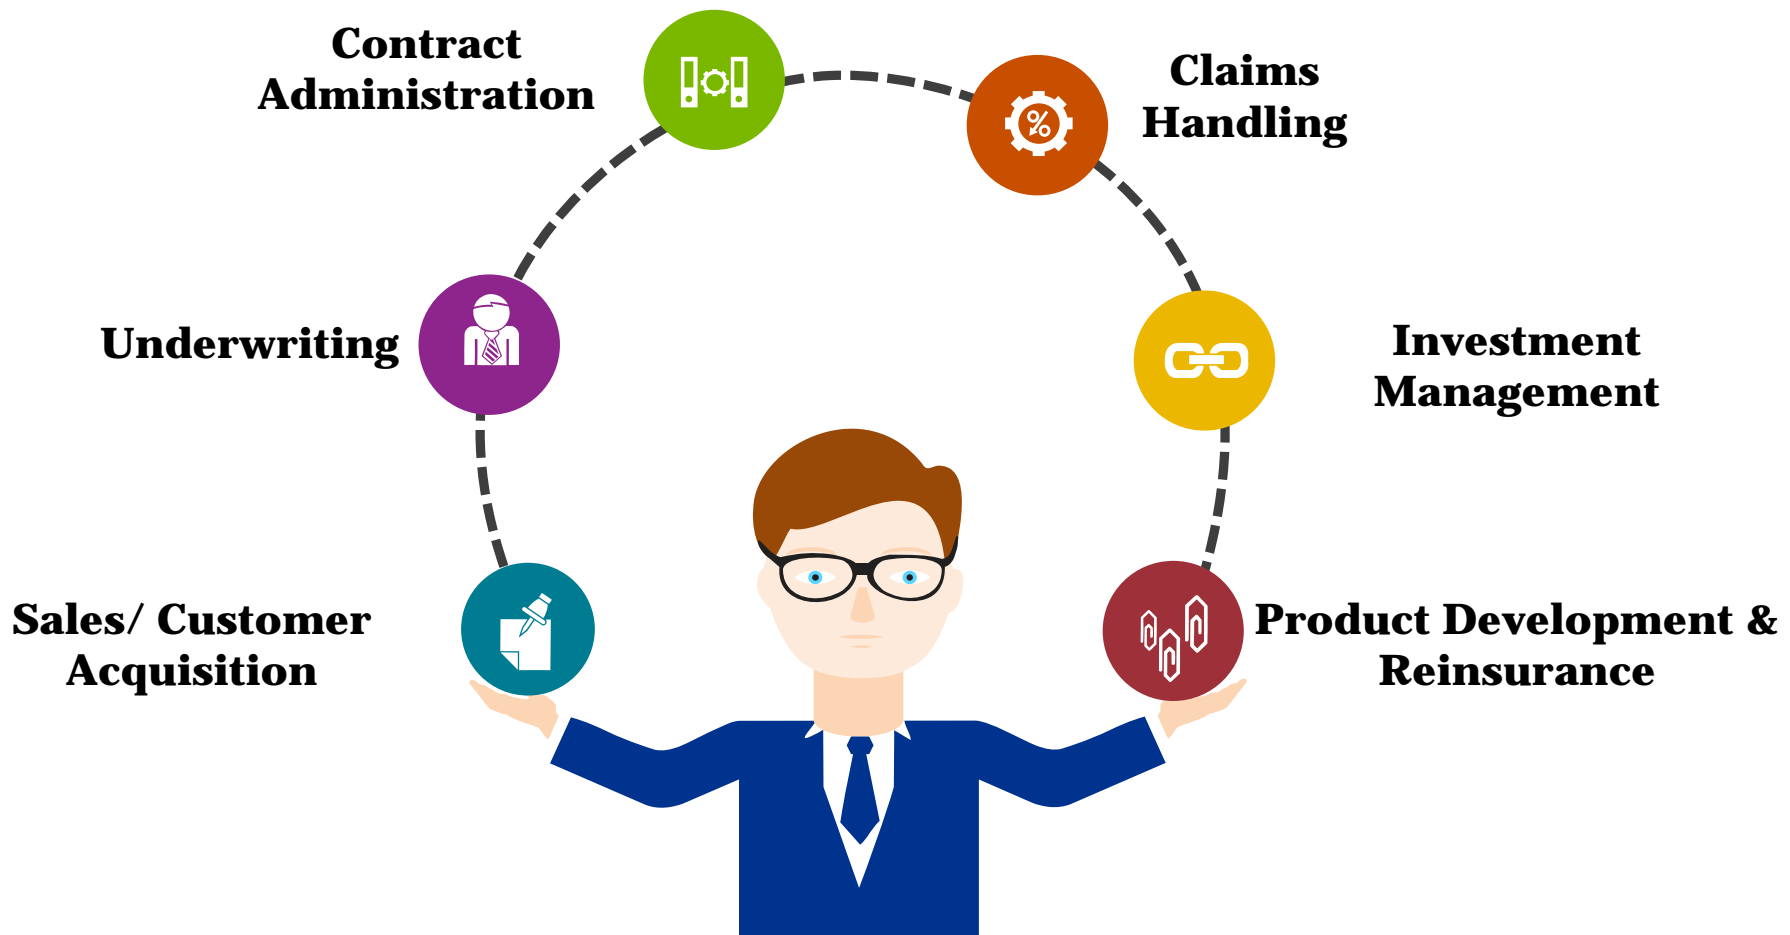 Contract
Administration
Claims
Handling
Underwriting
Investment
Management
Sales/ Customer
Acquisition
Product Development &
Reinsurance